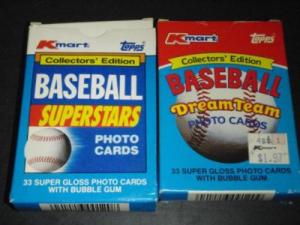 Kmart Topps
Collectors' Edition
BASEBALL
SUPERSTARS
PHOTO
CARDS
33 SUPER GLOSS PHOTO CARDS
WITH BUBBLE GUM
Kmart Topps
Collectors' Edition
BASEBALL
Dream Team
PHOTO CARDS
Kmart
$1.97
33 SUPER GLOSS PHOTO CARDS
WITH BUBBLE GUM